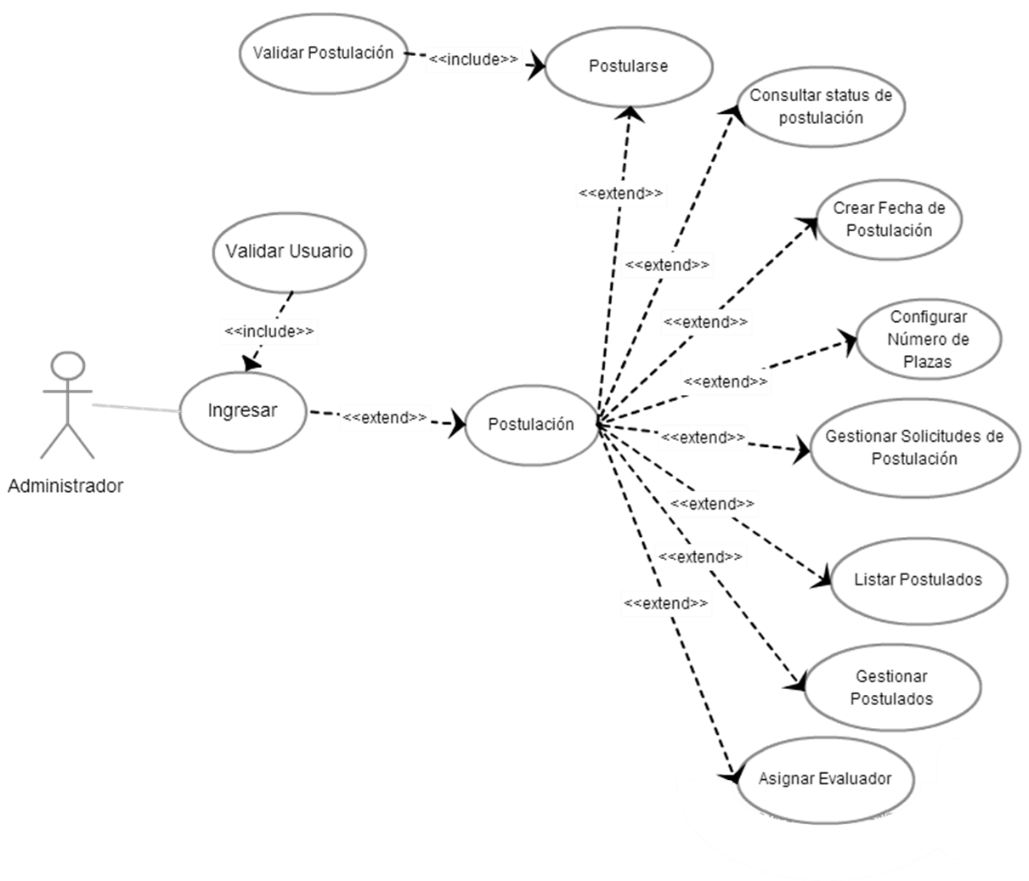 Validar Postulación
<<include>>
Postularse
Consultar status de
postulación
<<extend>>
Crear Fecha de
Postulación
Validar Usuario
<<extend>>
<<include>>
<<extend>>
Configurar
Número de
Plazas
<<extend>>
Administrador
Ingresar
<<extend>>
Postulación
<<extend>>
Gestionar Solicitudes de
Postulación
<<extend>>
Listar Postulados
<<extend>>
<<extend>>
Gestionar
Postulados
Asignar Evaluador